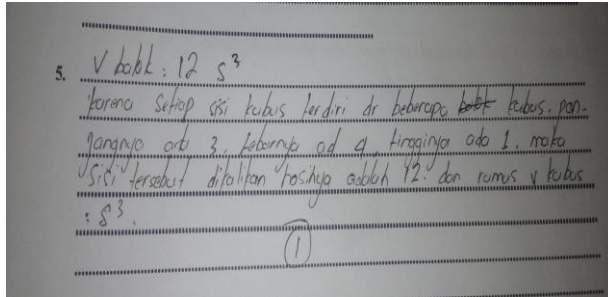 5. V balok : 12 s³
karena setiap sisi kubus terdiri dr beberapa balok kubus. pan-
jangnya ada 3. lebarnya ad 4. tingginya ada 1. maka
sisi tersebut dikalikan hasilnya adalah 12. dan rumus v kubus
: s³.
1